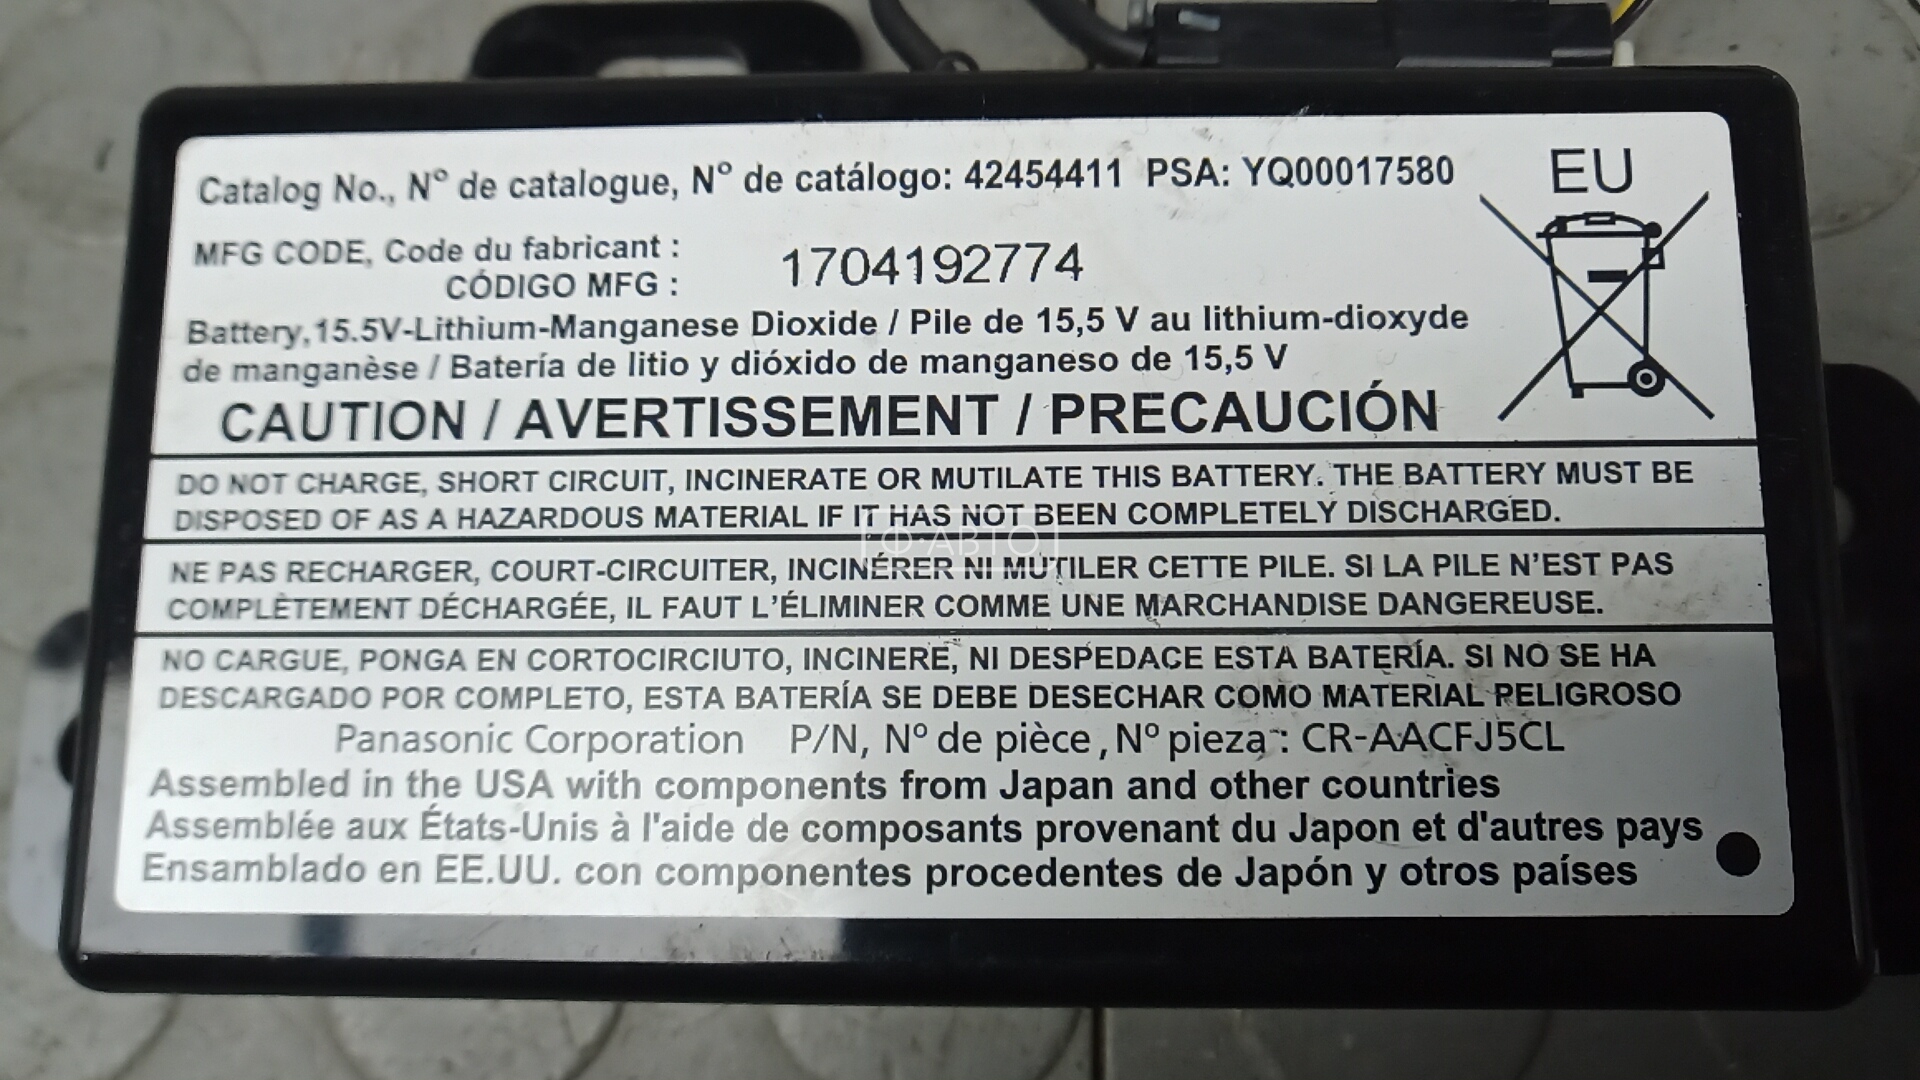 Catalog No., N° de catalogue, N° de catálogo: 42454411 PSA: YQ00017580
EU
MFG CODE, Code du fabricant :
CÓDIGO MFG :
1704192774
Battery,15.5V-Lithium-Manganese Dioxide / Pile de 15,5 V au lithium-dioxyde
de manganèse / Batería de litio y dióxido de manganeso de 15,5 V
CAUTION / AVERTISSEMENT / PRECAUCIÓN
DO NOT CHARGE, SHORT CIRCUIT, INCINERATE OR MUTILATE THIS BATTERY. THE BATTERY MUST BE
DISPOSED OF AS A HAZARDOUS MATERIAL IF IT HAS NOT BEEN COMPLETELY DISCHARGED.
Ф-АВТО
NE PAS RECHARGER, COURT-CIRCUITER, INCINÉRER NI MUTILER CETTE PILE. SI LA PILE N'EST PAS
COMPLÈTEMENT DÉCHARGÉE, IL FAUT L'ÉLIMINER COMME UNE MARCHANDISE DANGEREUSE.
NO CARGUE, PONGA EN CORTOCIRCIUTO, INCINERE, NI DESPEDACE ESTA BATERÍA. SI NO SE HA
DESCARGADO POR COMPLETO, ESTA BATERÍA SE DEBE DESECHAR COMO MATERIAL PELIGROSO
Panasonic Corporation P/N, N° de pièce, N° pieza : CR-AACFJ5CL
Assembled in the USA with components from Japan and other countries
Assemblée aux États-Unis à l'aide de composants provenant du Japon et d'autres pays
Ensamblado en EE.UU. con componentes procedentes de Japón y otros países